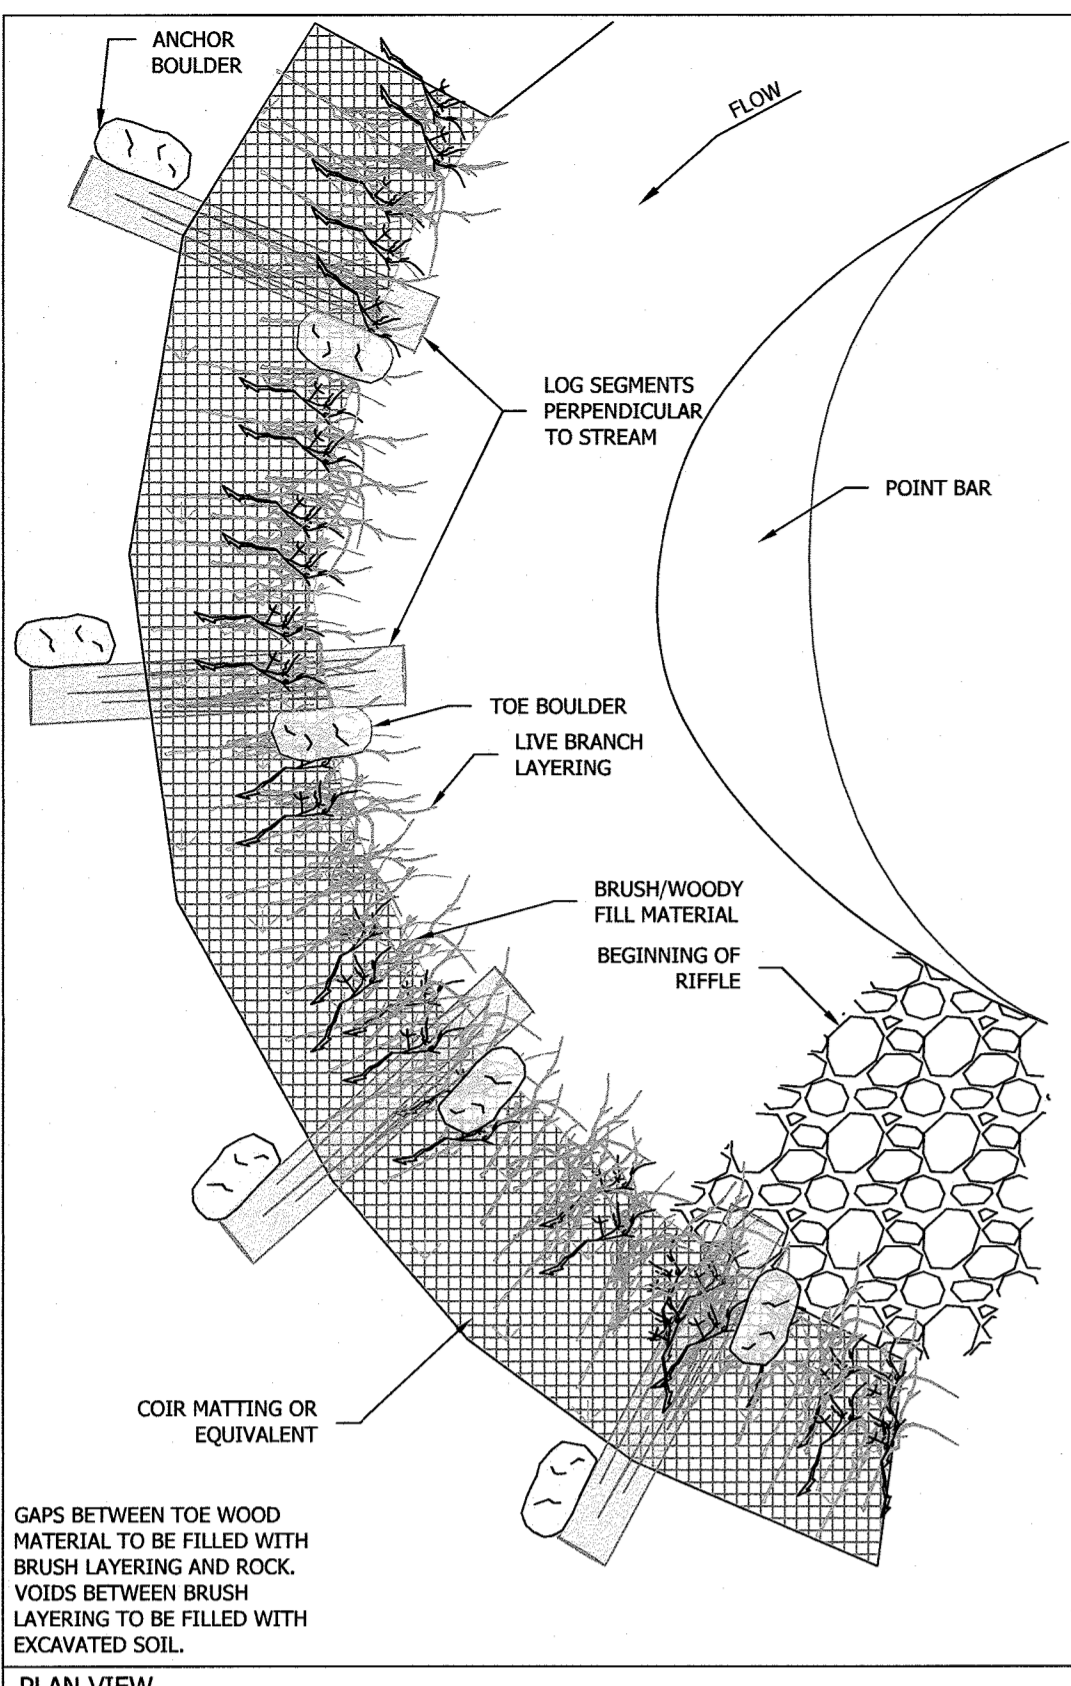 ANCHOR
BOULDER
FLOW
LOG SEGMENTS
PERPENDICULAR
TO STREAM
POINT BAR
TOE BOULDER
LIVE BRANCH
LAYERING
BRUSH/WOODY
FILL MATERIAL
BEGINNING OF
RIFFLE
COIR MATTING OR
EQUIVALENT
GAPS BETWEEN TOE WOOD
MATERIAL TO BE FILLED WITH
BRUSH LAYERING AND ROCK.
VOIDS BETWEEN BRUSH
LAYERING TO BE FILLED WITH
EXCAVATED SOIL.
PLAN VIEW